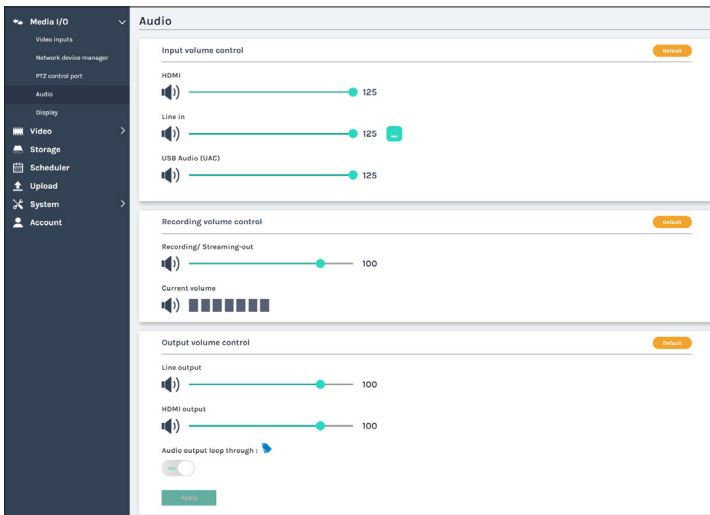 Media I/O
Video inputs
Network device manager
PTZ control port
Audio
Display
Video
Storage
Scheduler
Upload
System
Account
Audio
Input volume control
Default
HDMI
125
Line in
125
...
USB Audio (UAC)
125
Recording volume control
Default
Recording/ Streaming-out
100
Current volume
Output volume control
Default
Line output
100
HDMI output
100
Audio output loop through :
on
Apply